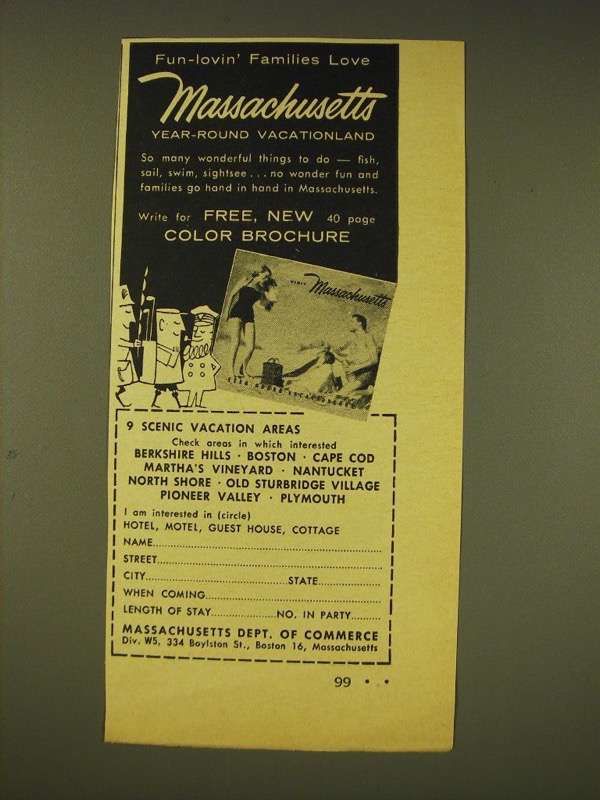 Fun-lovin' Families Love
Massachusetts
YEAR-ROUND VACATIONLAND
So many wonderful things to do — fish,
sail, swim, sightsee . . . no wonder fun and
families go hand in hand in Massachusetts.
Write for FREE, NEW 40 page
COLOR BROCHURE
VISIT Massachusetts
9 SCENIC VACATION AREAS
Check areas in which interested
BERKSHIRE HILLS · BOSTON · CAPE COD
MARTHA'S VINEYARD · NANTUCKET
NORTH SHORE · OLD STURBRIDGE VILLAGE
PIONEER VALLEY · PLYMOUTH
I am interested in (circle)
HOTEL, MOTEL, GUEST HOUSE, COTTAGE
NAME
STREET
CITY STATE
WHEN COMING
LENGTH OF STAY NO. IN PARTY
MASSACHUSETTS DEPT. OF COMMERCE
Div. W5, 334 Boylston St., Boston 16, Massachusetts
99 • • •